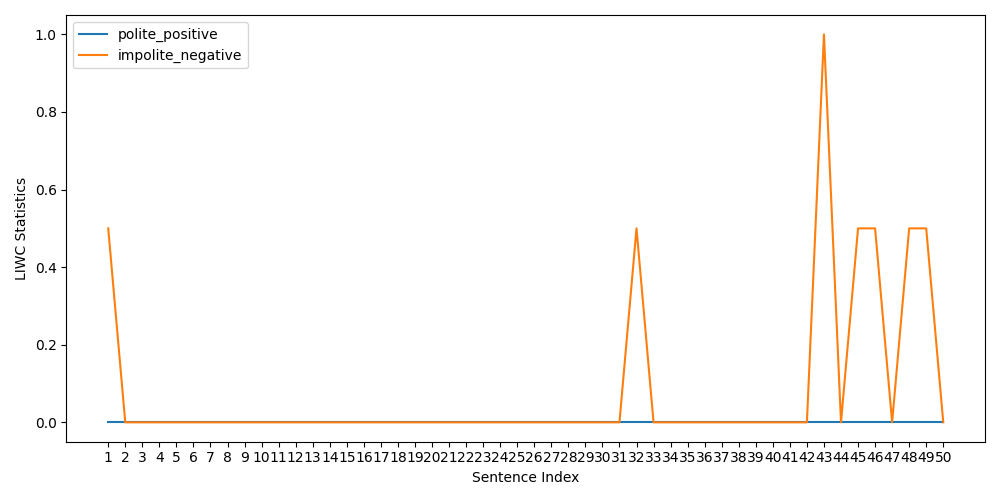 polite_positive
impolite_negative
1.0
0.8
0.6
0.4
0.2
0.0
LIWC Statistics
1 2 3 4 5 6 7 8 9 10 11 12 13 14 15 16 17 18 19 20 21 22 23 24 25 26 27 28 29 30 31 32 33 34 35 36 37 38 39 40 41 42 43 44 45 46 47 48 49 50
Sentence Index